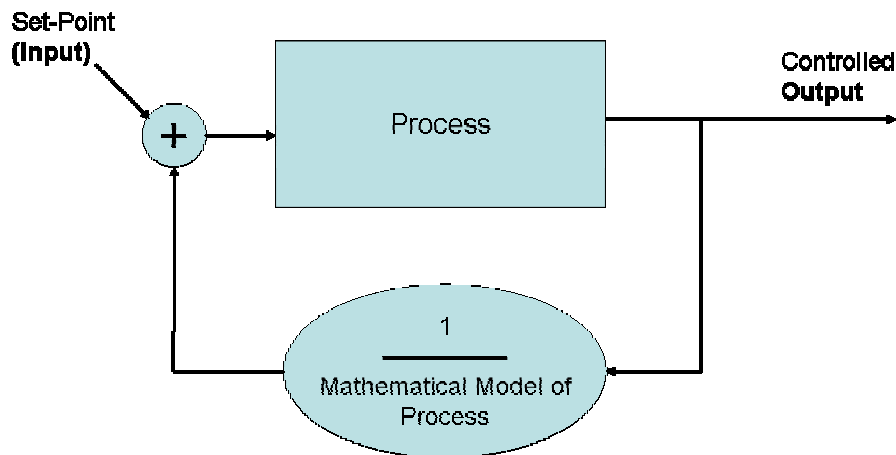 Set-Point
(Input)
Controlled
Output
Process
+
1
Mathematical Model of
Process